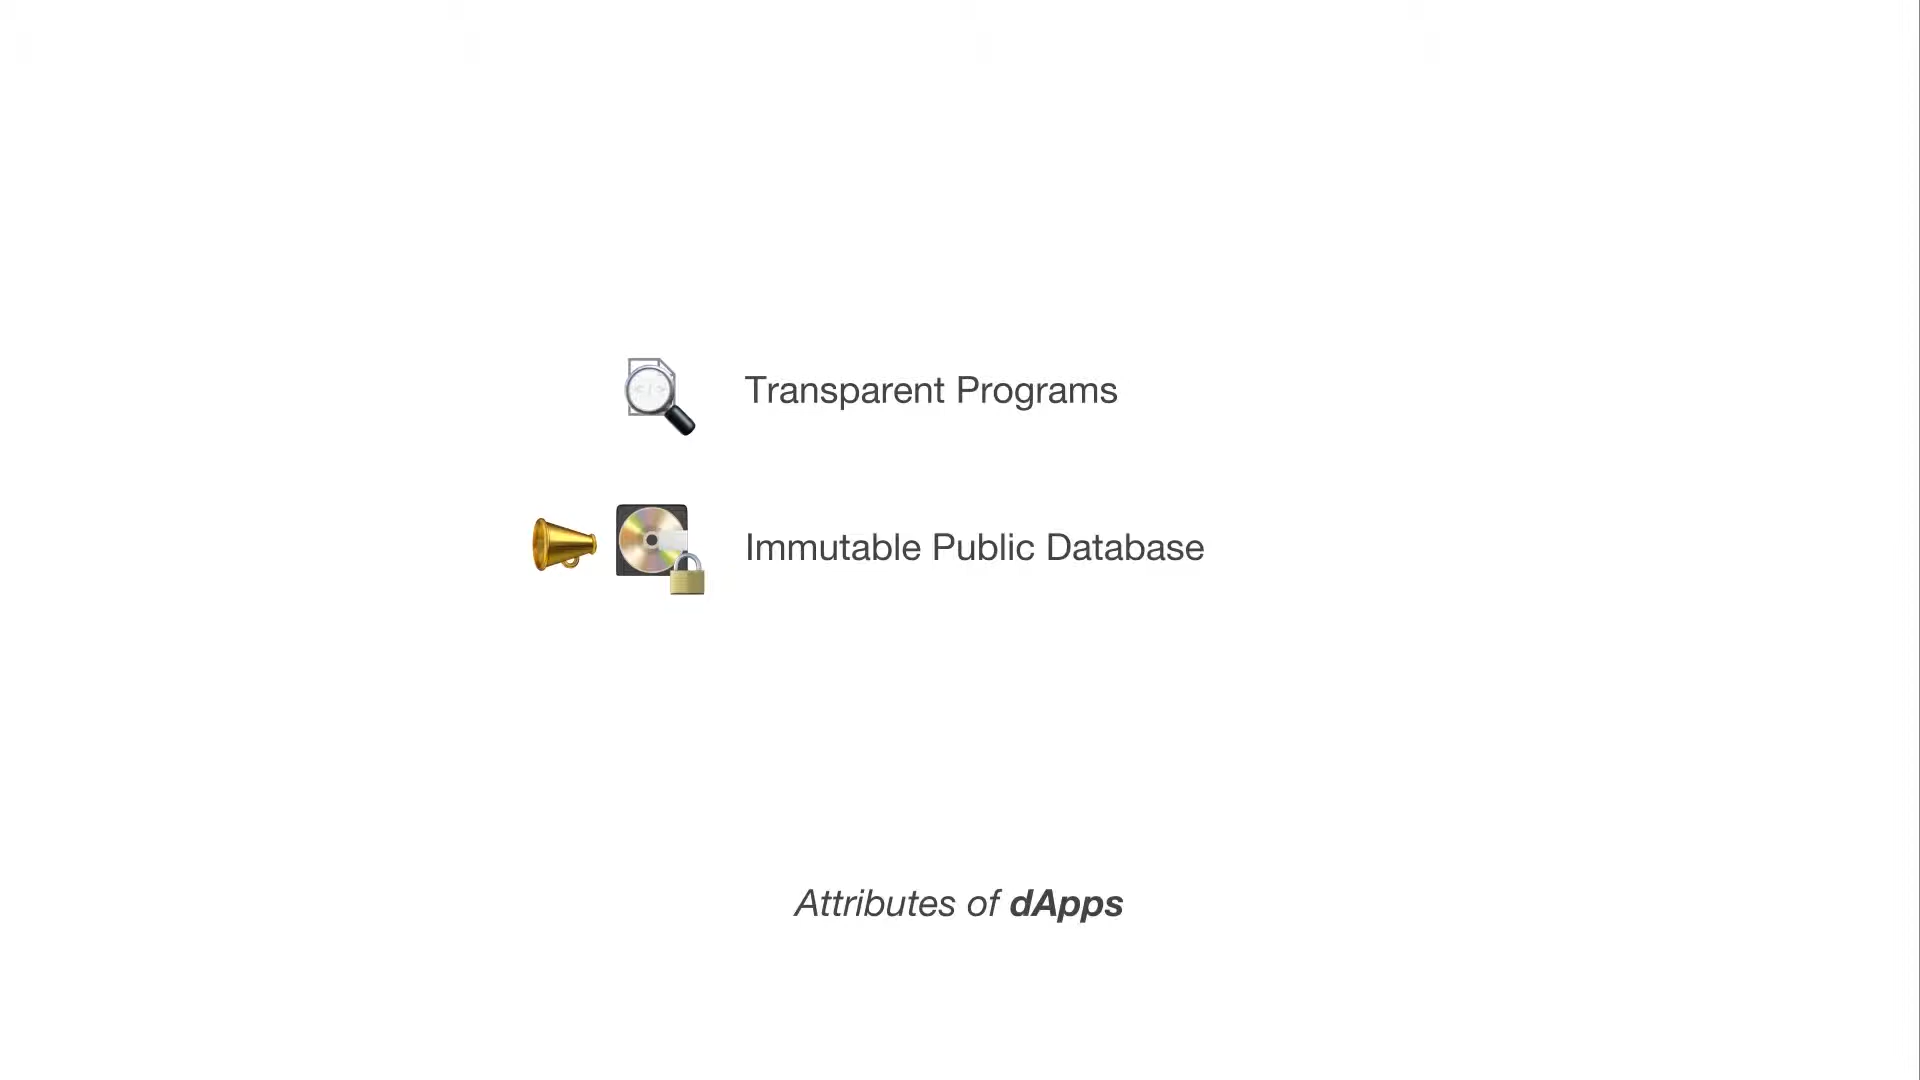 Transparent Programs
Immutable Public Database
Attributes of dApps